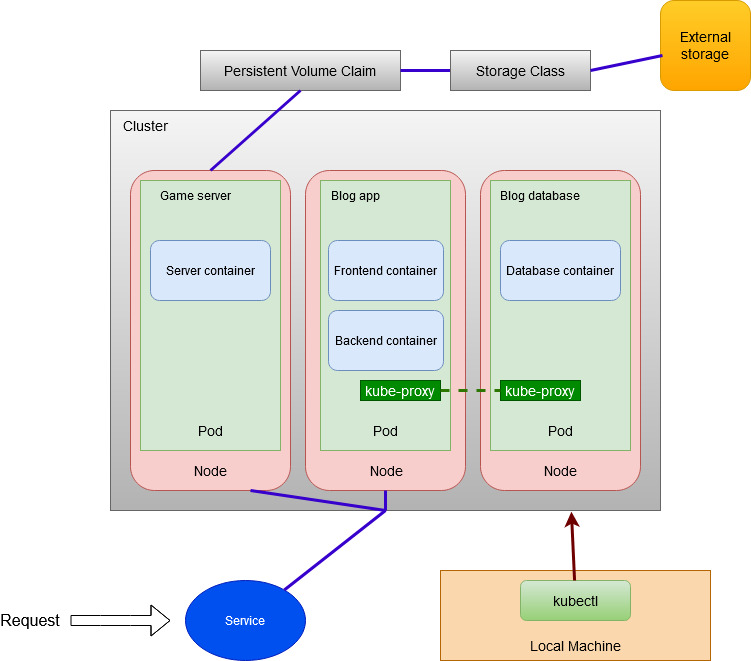 External
storage
Persistent Volume Claim
Storage Class
Cluster
Game server
Blog app
Blog database
Server container
Frontend container
Database container
Backend container
kube-proxy
kube-proxy
Pod
Pod
Pod
Node
Node
Node
Request
Service
kubectl
Local Machine